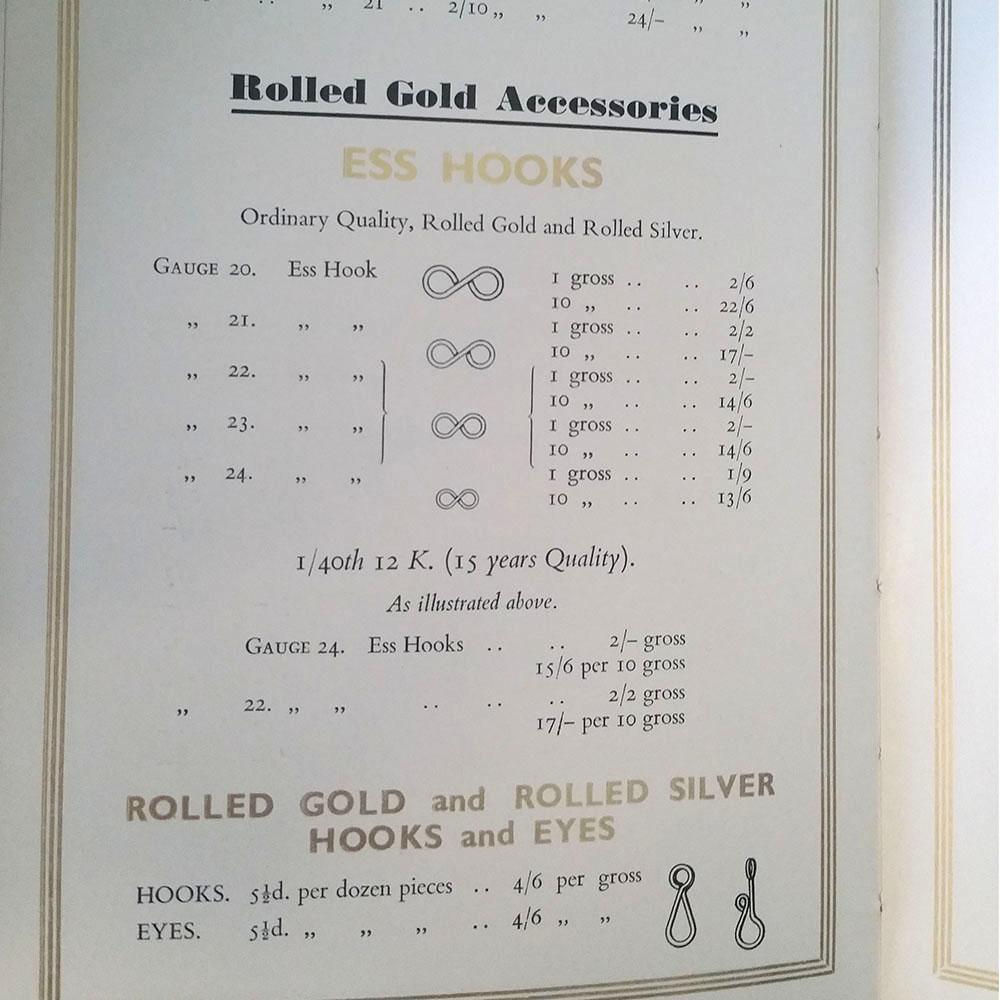 „ 21 .. 2/10 „ „ 24/– „ „
Rolled Gold Accessories
ESS HOOKS
Ordinary Quality, Rolled Gold and Rolled Silver.
GAUGE 20. Ess Hook 1 gross .. .. 2/6
10 „ .. .. 22/6
„ 21. „ „ 1 gross .. .. 2/2
10 „ .. .. 17/–
„ 22. „ „ 1 gross .. .. 2/–
10 „ .. .. 14/6
„ 23. „ „ 1 gross .. .. 2/–
10 „ .. .. 14/6
„ 24. „ „ 1 gross .. .. 1/9
10 „ .. .. 13/6
1/40th 12 K. (15 years Quality).
As illustrated above.
GAUGE 24. Ess Hooks .. .. 2/– gross
15/6 per 10 gross
„ 22. „ „ .. .. .. 2/2 gross
17/– per 10 gross
ROLLED GOLD and ROLLED SILVER
HOOKS and EYES
HOOKS. 5½d. per dozen pieces .. 4/6 per gross
EYES. 5½d. „ „ „ .. 4/6 „ „